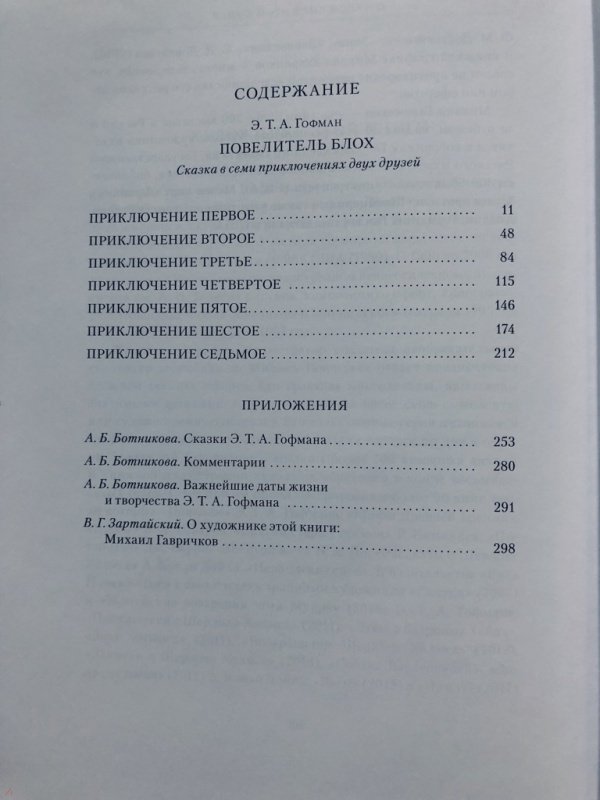 СОДЕРЖАНИЕ
Э. Т. А. Гофман
ПОВЕЛИТЕЛЬ БЛОХ
Сказка в семи приключениях двух друзей
ПРИКЛЮЧЕНИЕ ПЕРВОЕ ........................ 11
ПРИКЛЮЧЕНИЕ ВТОРОЕ ........................ 48
ПРИКЛЮЧЕНИЕ ТРЕТЬЕ ........................ 84
ПРИКЛЮЧЕНИЕ ЧЕТВЕРТОЕ ........................ 115
ПРИКЛЮЧЕНИЕ ПЯТОЕ ........................ 146
ПРИКЛЮЧЕНИЕ ШЕСТОЕ ........................ 174
ПРИКЛЮЧЕНИЕ СЕДЬМОЕ ........................ 212
ПРИЛОЖЕНИЯ
А. Б. Ботникова. Сказки Э. Т. А. Гофмана ........................ 253
А. Б. Ботникова. Комментарии ........................ 280
А. Б. Ботникова. Важнейшие даты жизни
и творчества Э. Т. А. Гофмана ........................ 291
В. Г. Зартайский. О художнике этой книги:
Михаил Гавричков ........................ 298